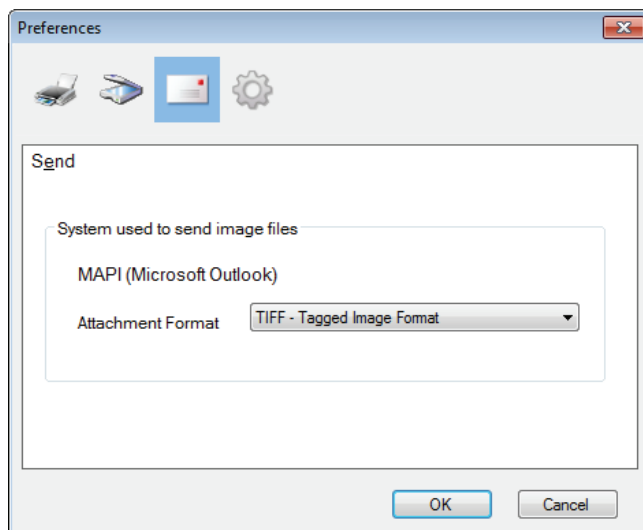 Preferences
Send
System used to send image files
MAPI (Microsoft Outlook)
Attachment Format TIFF - Tagged Image Format
OK Cancel